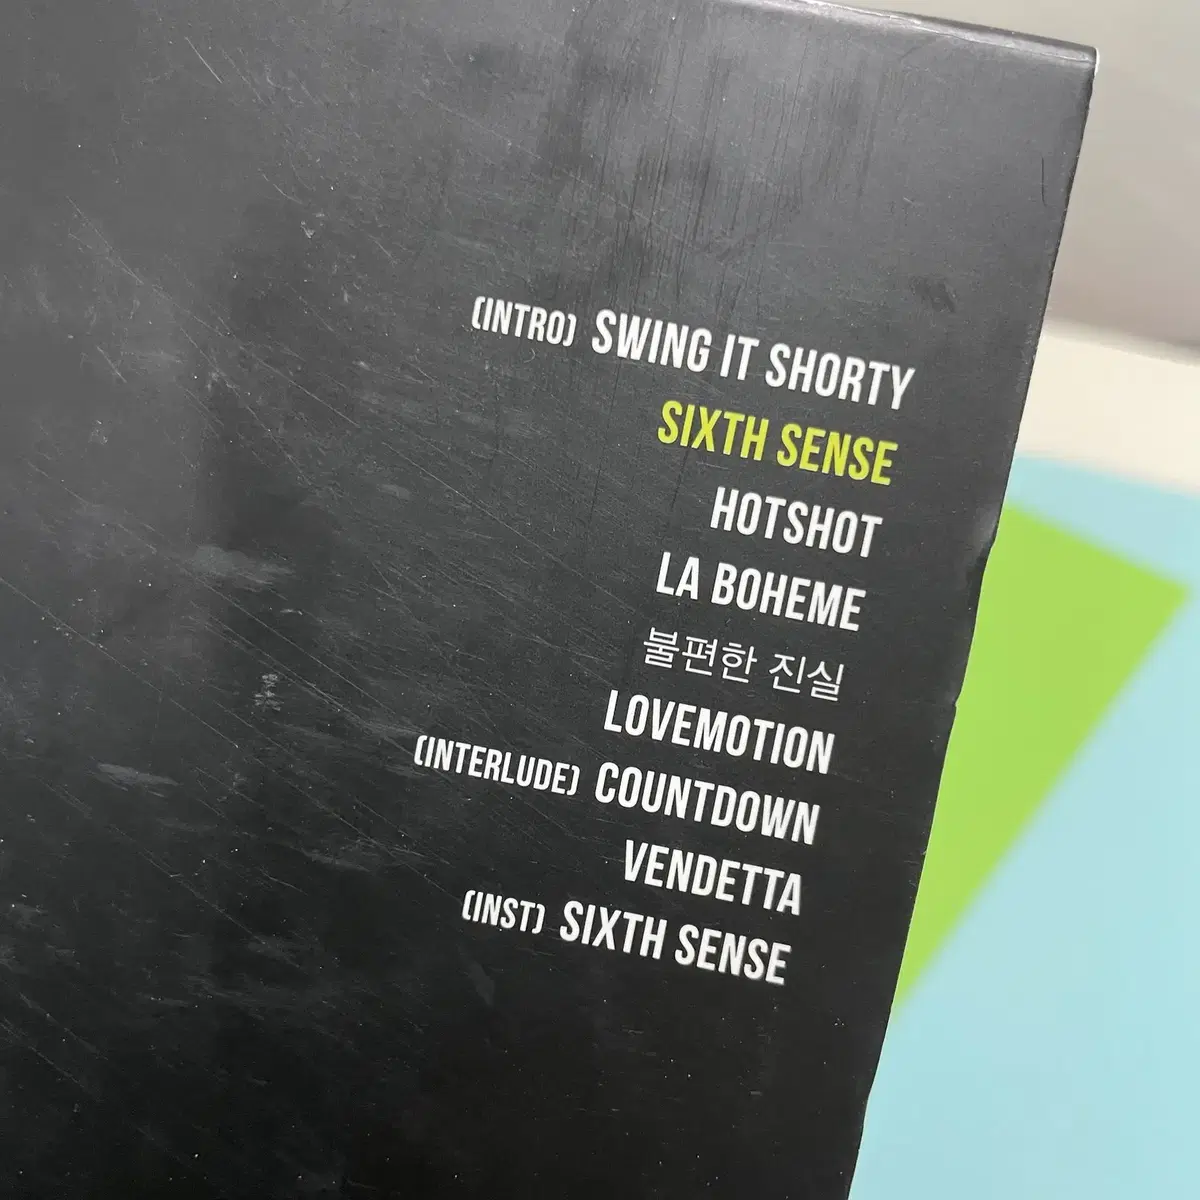 (INTRO) SWING IT SHORTY
SIXTH SENSE
HOTSHOT
LA BOHEME
불편한 진실
LOVEMOTION
(INTERLUDE) COUNTDOWN
VENDETTA
(INST) SIXTH SENSE